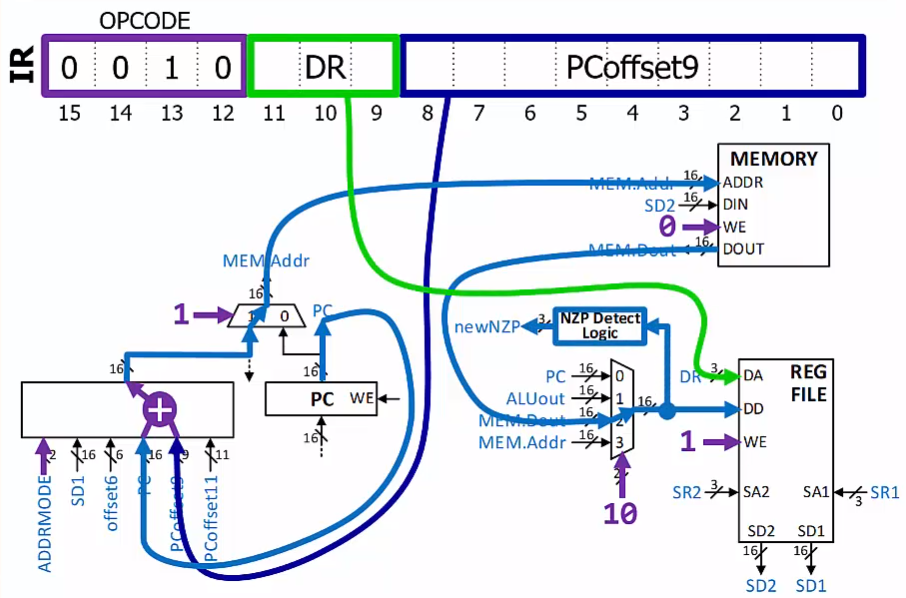 OPCODE
IR
0 0 1 0 DR PCoffset9
15 14 13 12 11 10 9 8 7 6 5 4 3 2 1 0
MEMORY
MEM.Addr 16 ADDR
SD2 16 DIN
0 WE
MEM.Dout 16 DOUT
MEM.Addr
16
1 1 0 PC
16
16
PC WE
16
newNZP 3 NZP Detect
Logic
PC 16 0
ALUout 16 1
MEM.Dout 16 2
MEM.Addr 16 3
16
2
10
REG
FILE
DR 3 DA
DD
1 WE
SR2 3 SA2 SA1 3 SR1
SD2 SD1
16 16
SD2 SD1
+
2 16 6 16 9 11
ADDRMODE
SD1
offset6
PC
PCoffset9
PCoffset11